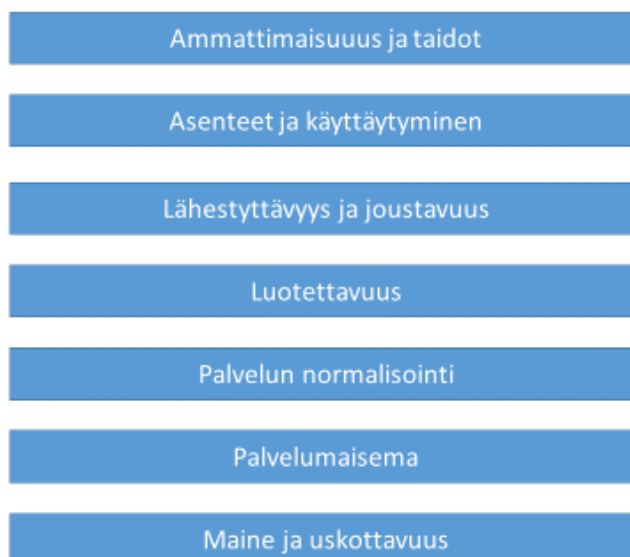 Ammattimaisuuus ja taidot
Asenteet ja käyttäytyminen
Lähestyttävyys ja joustavuus
Luotettavuus
Palvelun normalisointi
Palvelumaisema
Maine ja uskottavuus